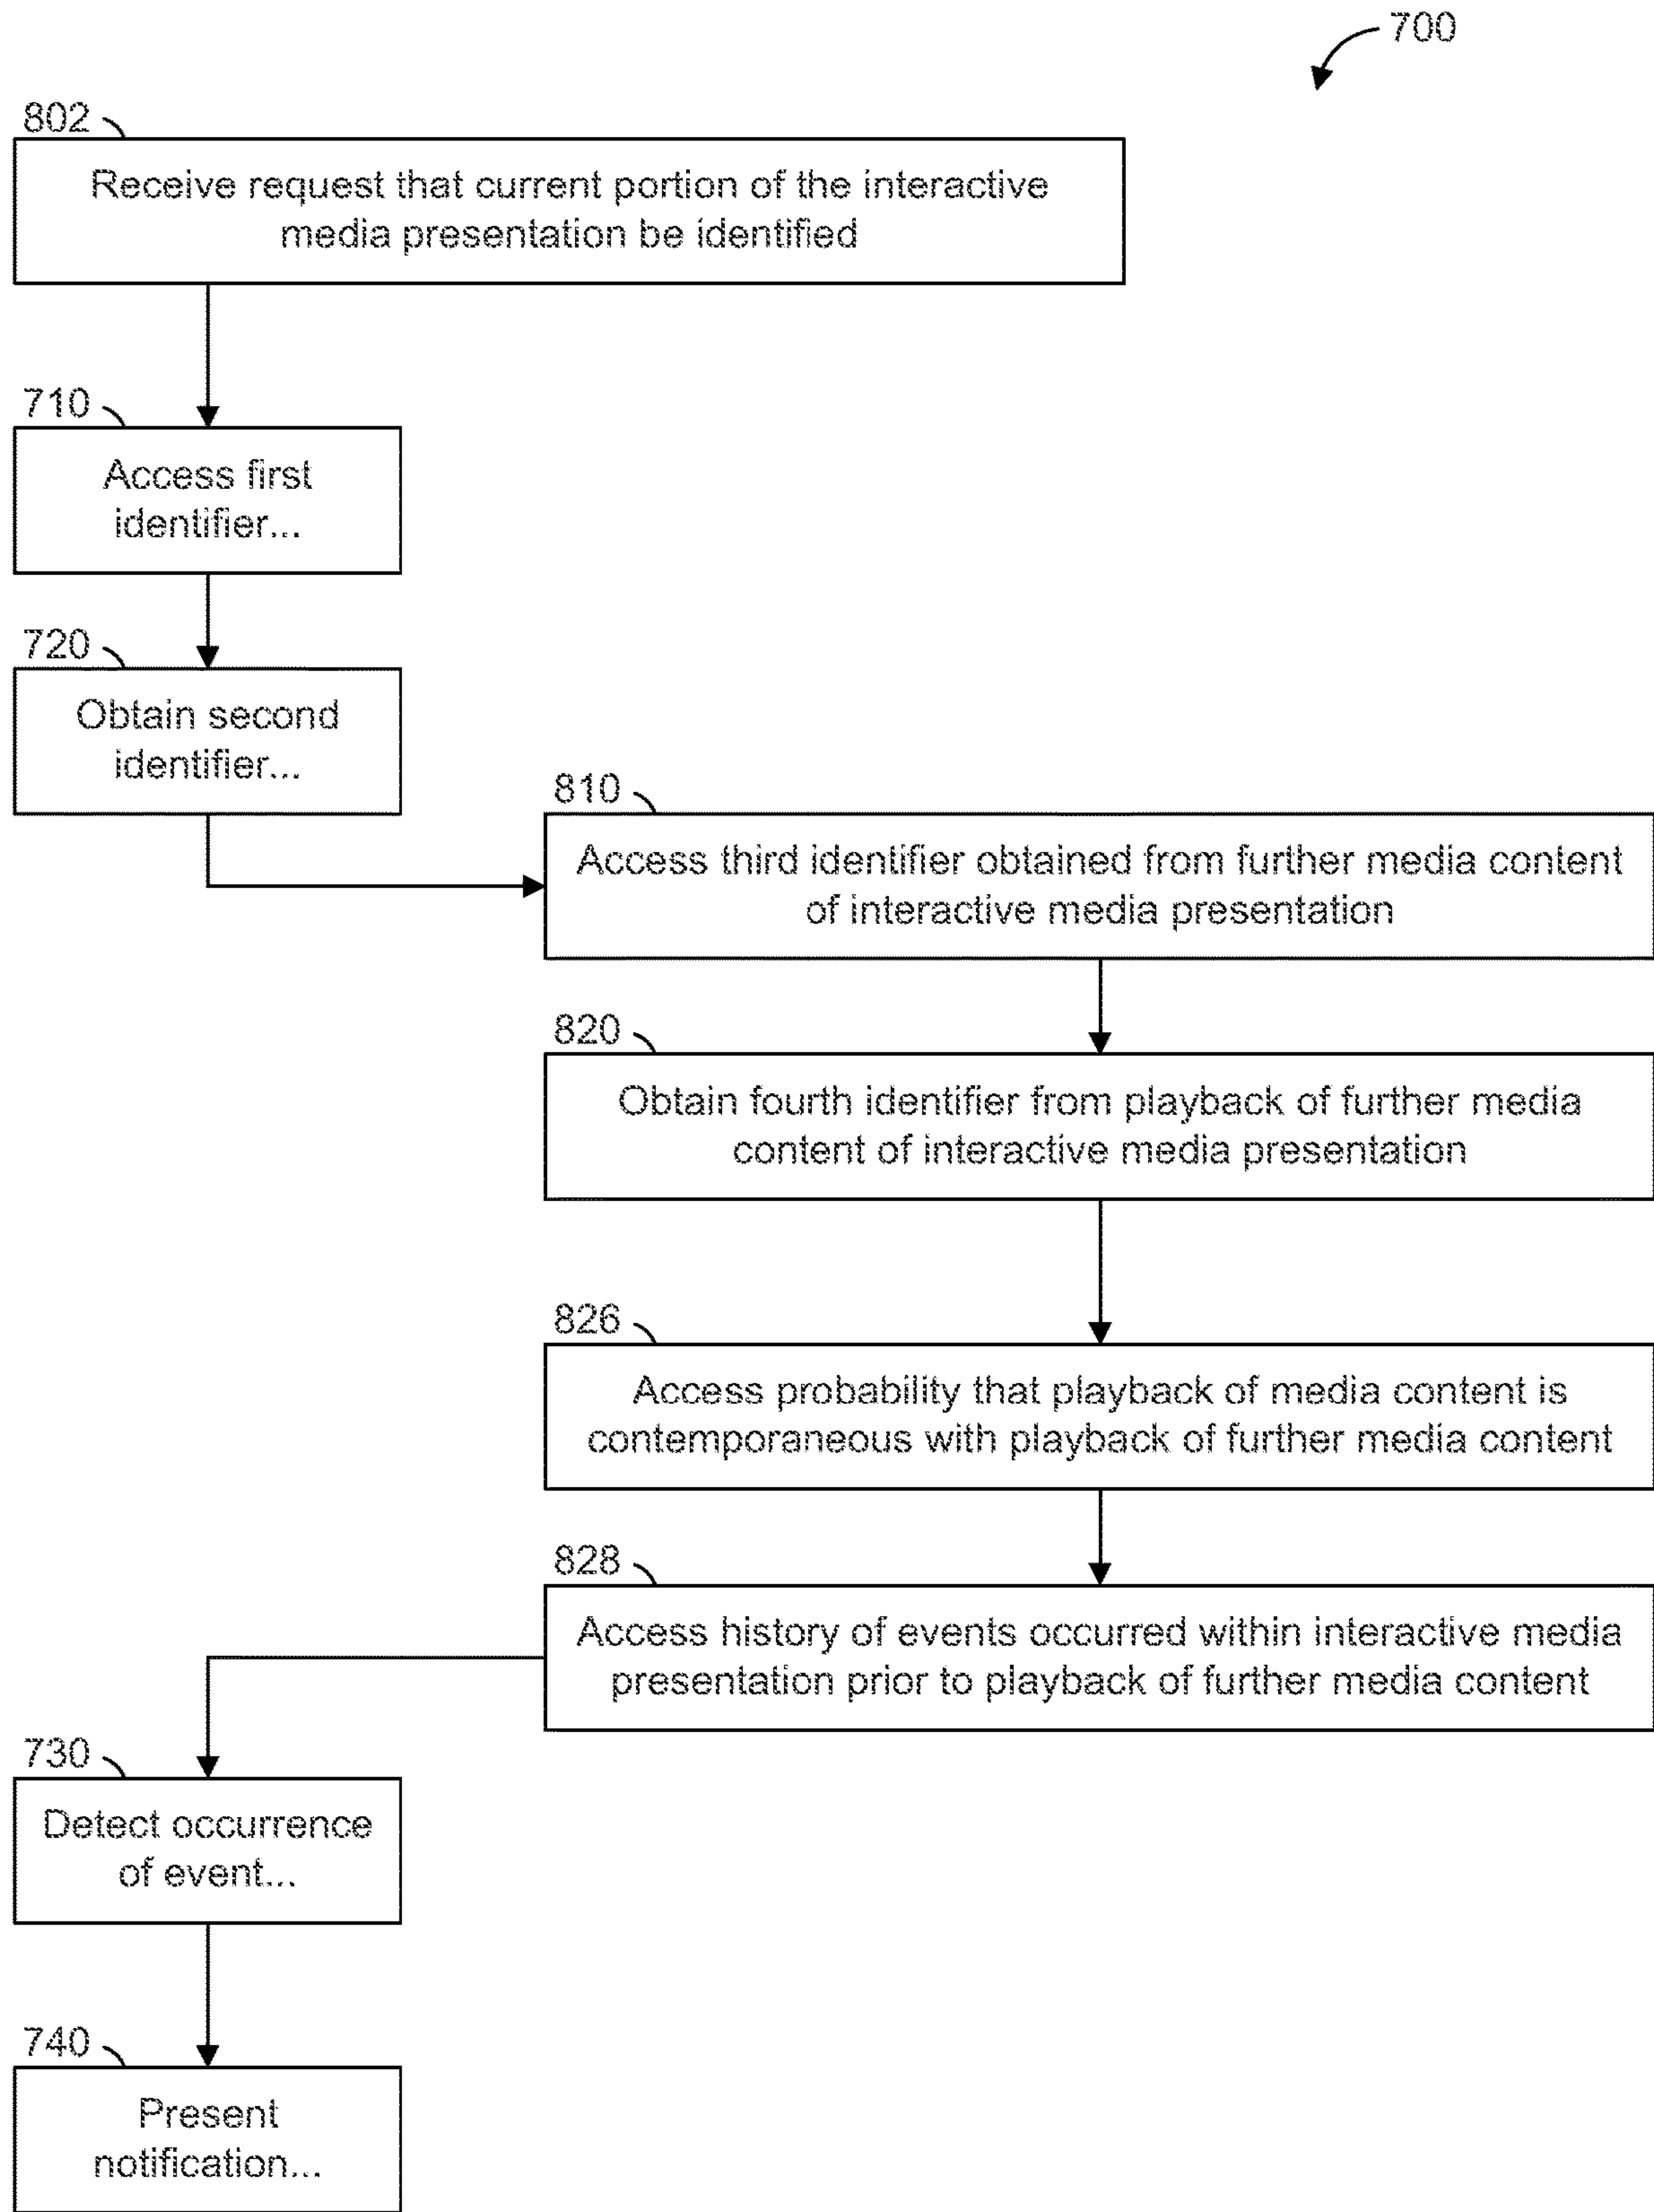 700
802
Receive request that current portion of the interactive
media presentation be identified
710
Access first
identifier...
720
Obtain second
identifier...
810
Access third identifier obtained from further media content
of interactive media presentation
820
Obtain fourth identifier from playback of further media
content of interactive media presentation
826
Access probability that playback of media content is
contemporaneous with playback of further media content
828
Access history of events occurred within interactive media
presentation prior to playback of further media content
730
Detect occurrence
of event...
740
Present
notification...